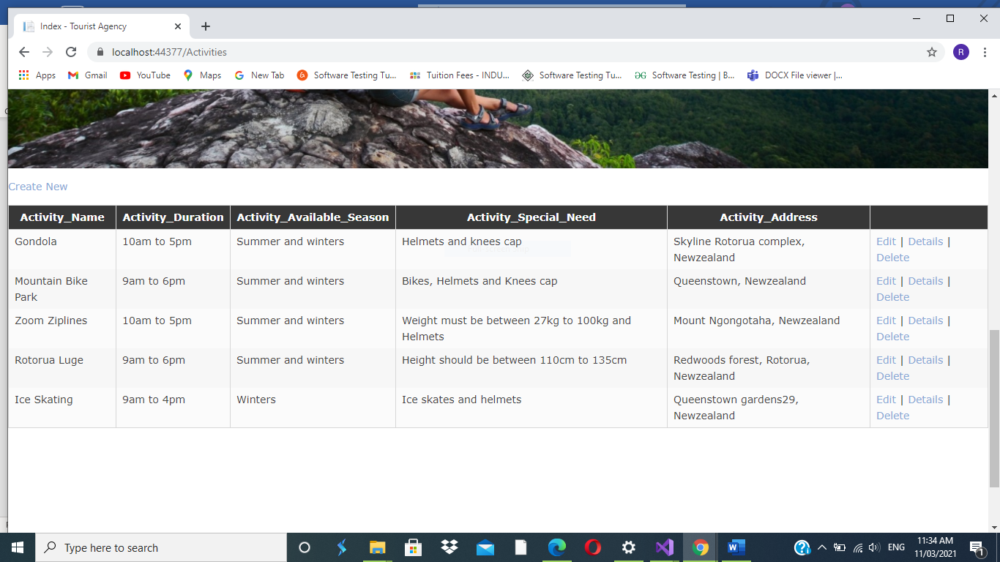 Index - Tourist Agency
localhost:44377/Activities
R
Apps Gmail YouTube Maps New Tab Software Testing Tu... Tuition Fees - INDU... Software Testing Tu... Software Testing | B... DOCX File viewer |...
Create New
Activity_Name Activity_Duration Activity_Available_Season Activity_Special_Need Activity_Address
Gondola 10am to 5pm Summer and winters Helmets and knees cap Skyline Rotorua complex, Edit | Details |
Newzealand Delete
Mountain Bike 9am to 6pm Summer and winters Bikes, Helmets and Knees cap Queenstown, Newzealand Edit | Details |
Park Delete
Zoom Ziplines 10am to 5pm Summer and winters Weight must be between 27kg to 100kg and Mount Ngongotaha, Newzealand Edit | Details |
Helmets Delete
Rotorua Luge 9am to 6pm Summer and winters Height should be between 110cm to 135cm Redwoods forest, Rotorua, Edit | Details |
Newzealand Delete
Ice Skating 9am to 4pm Winters Ice skates and helmets Queenstown gardens29, Edit | Details |
Newzealand Delete
Type here to search ENG 11:34 AM
11/03/2021 1